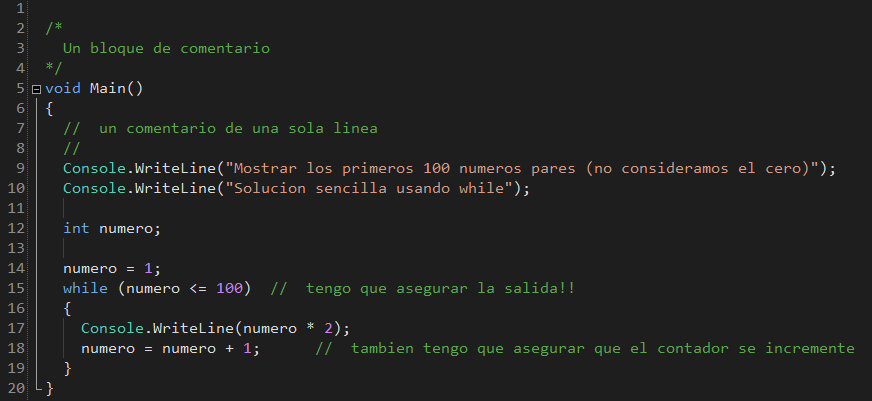 1
2 /*
3 Un bloque de comentario
4 */
5 void Main()
6 {
7 // un comentario de una sola linea
8 //
9 Console.WriteLine("Mostrar los primeros 100 numeros pares (no consideramos el cero)");
10 Console.WriteLine("Solucion sencilla usando while");
11
12 int numero;
13
14 numero = 1;
15 while (numero <= 100) // tengo que asegurar la salida!!
16 {
17 Console.WriteLine(numero * 2);
18 numero = numero + 1; // tambien tengo que asegurar que el contador se incremente
19 }
20 }